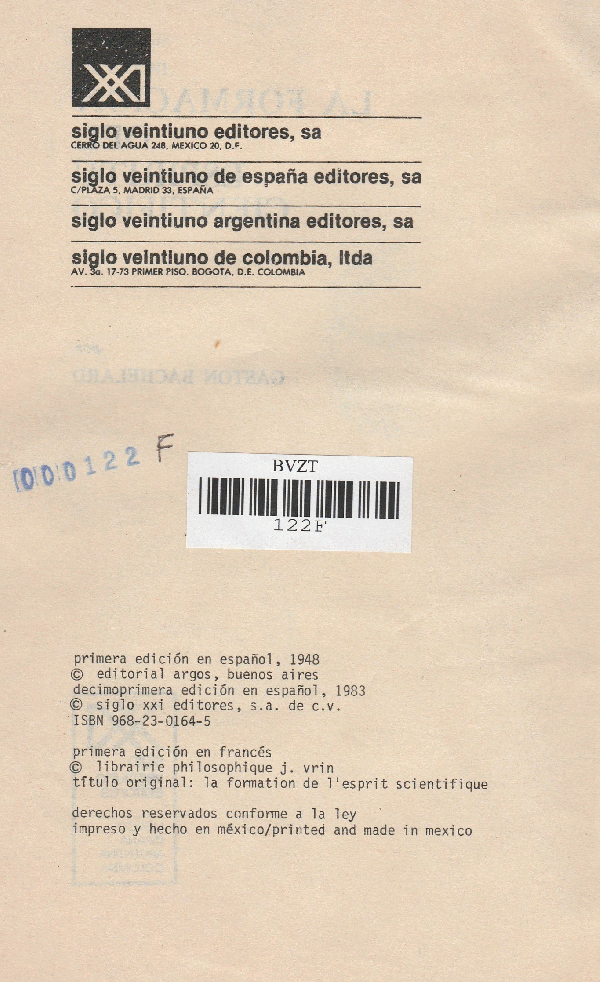 siglo veintiuno editores, sa
CERRO DEL AGUA 248, MEXICO 20, D.F.
siglo veintiuno de españa editores, sa
C/PLAZA 5, MADRID 33, ESPAÑA
siglo veintiuno argentina editores, sa
siglo veintiuno de colombia, ltda
AV. 3a. 17-73 PRIMER PISO. BOGOTA, D.E. COLOMBIA
GASTON BACHELARD
000122 F
BVZT
122F
primera edición en español, 1948
© editorial argos, buenos aires
decimoprimera edición en español, 1983
© siglo xxi editores, s.a. de c.v.
ISBN 968-23-0164-5
primera edición en francés
© librairie philosophique j. vrin
título original: la formation de l'esprit scientifique
derechos reservados conforme a la ley
impreso y hecho en méxico/printed and made in mexico